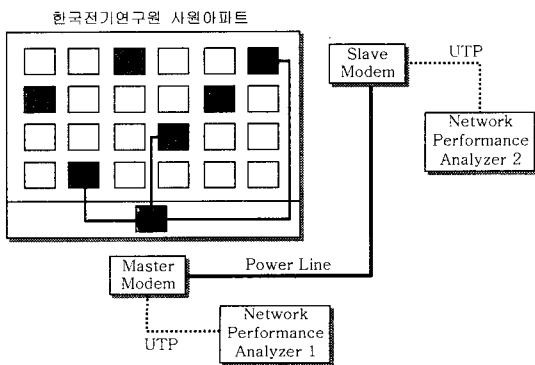 한국전기연구원 사원아파트
Slave
Modem
UTP
Network
Performance
Analyzer 2
Power Line
Master
Modem
UTP
Network
Performance
Analyzer 1